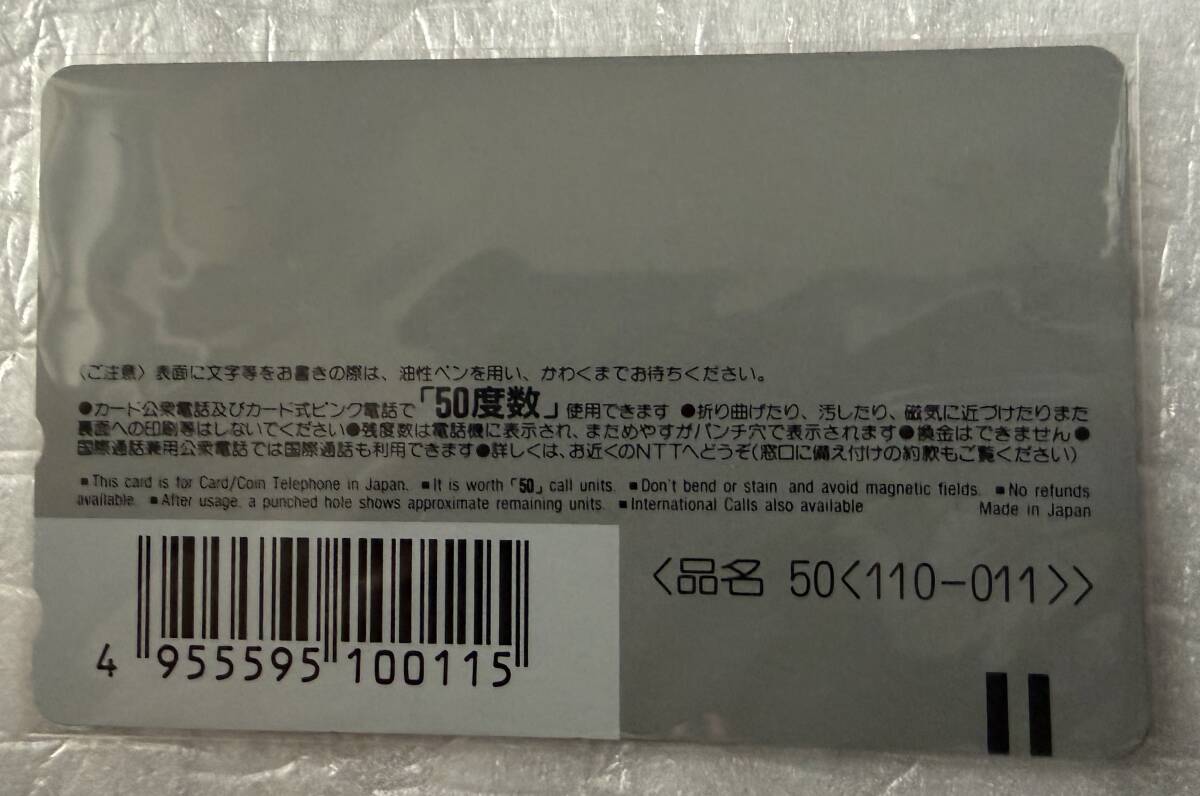 〈ご注意〉表面に文字等をお書きの際は、油性ペンを用い、かわくまでお待ちください。
●カード公衆電話及びカード式ピンク電話で「50度数」使用できます ●折り曲げたり、汚したり、磁気に近づけたりまた
裏面への印刷等はしないでください●残度数は電話機に表示され、まためやすがパンチ穴で表示されます●換金はできません●
国際通話兼用公衆電話では国際通話も利用できます●詳しくは、お近くのNTTへどうぞ(窓口に備え付けの約款もご覧ください)
■This card is for Card/Coin Telephone in Japan. ■It is worth「50」call units. ■Don't bend or stain and avoid magnetic fields. ■No refunds
available. ■After usage, a punched hole shows approximate remaining units. ■International Calls also available Made in Japan
〈品名 50〈110-011〉〉
4 955595 100115